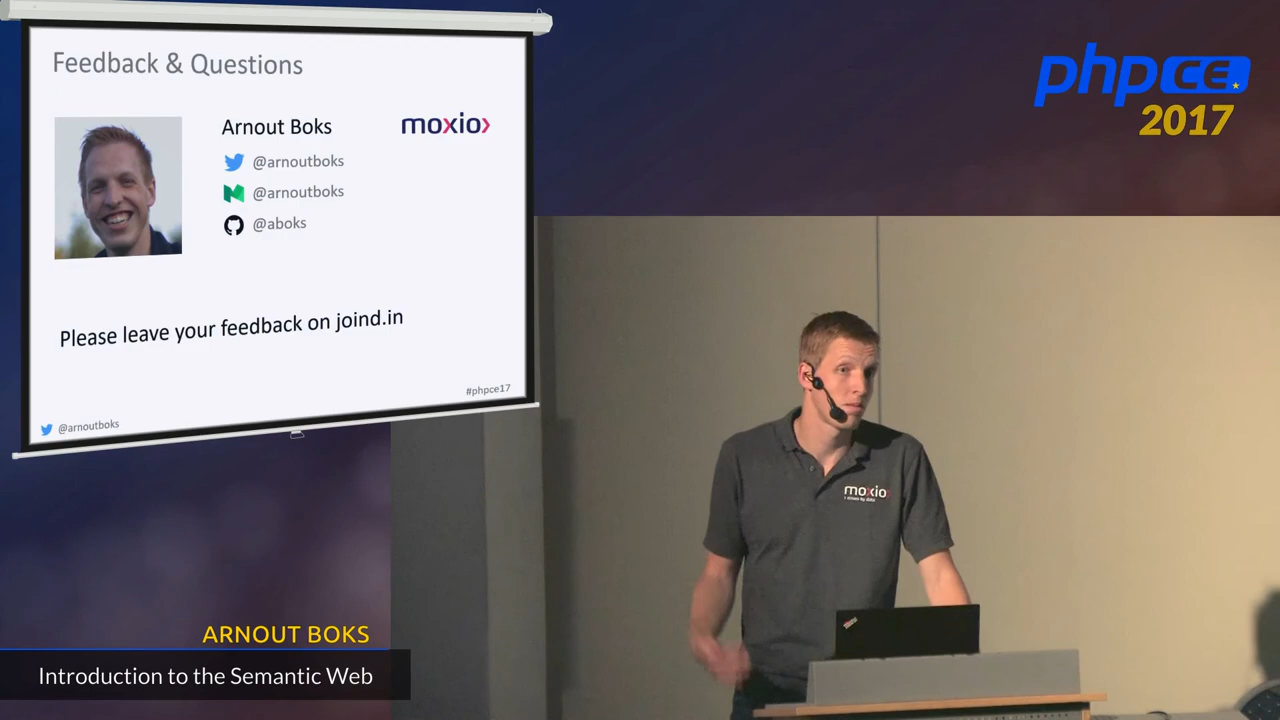 Feedback & Questions
Arnout Boks
moxio
@arnoutboks
@arnoutboks
@aboks
Please leave your feedback on joind.in
#phpce17
@arnoutboks
phpCE
2017
moxio
ARNOUT BOKS
Introduction to the Semantic Web